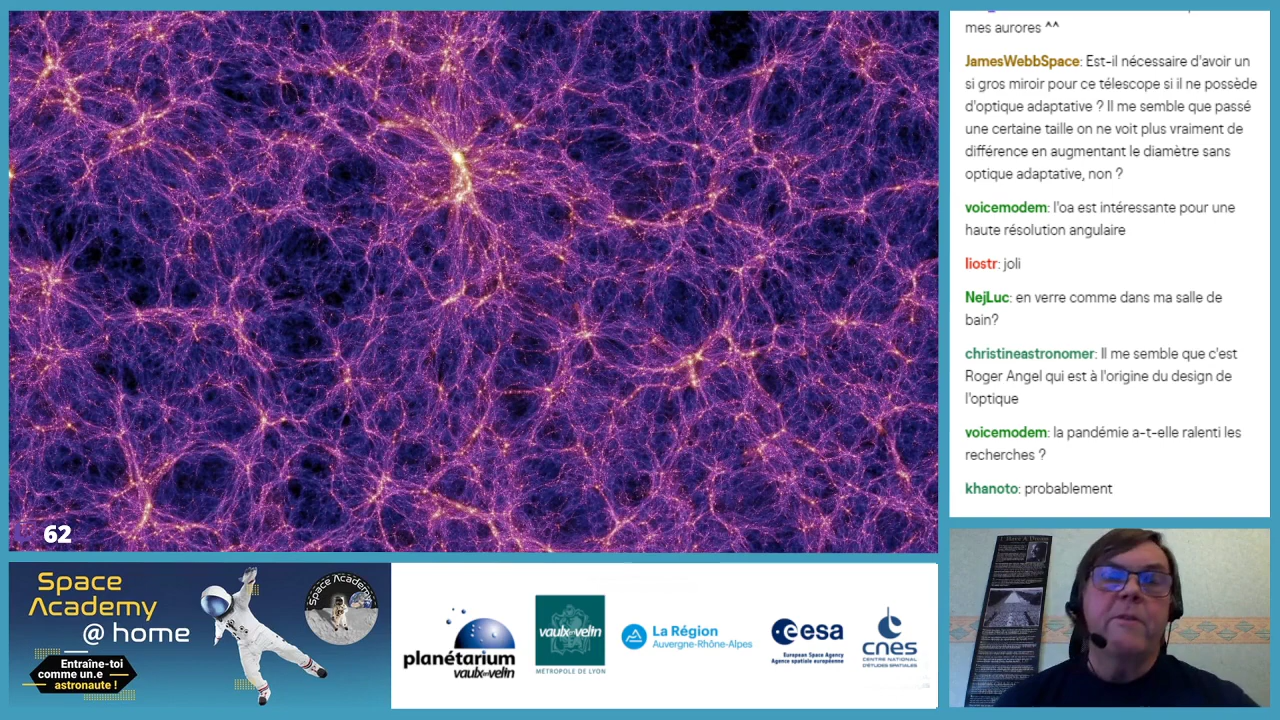 mes aurores ^^
JamesWebbSpace: Est-il nécessaire d'avoir un
si gros miroir pour ce télescope si il ne possède
d'optique adaptative ? Il me semble que passé
une certaine taille on ne voit plus vraiment de
différence en augmentant le diamètre sans
optique adaptative, non ?
voicemodem: l'oa est intéressante pour une
haute résolution angulaire
liostr: joli
NejLuc: en verre comme dans ma salle de
bain?
christineastronomer: Il me semble que c'est
Roger Angel qui est à l'origine du design de
l'optique
voicemodem: la pandémie a-t-elle ralenti les
recherches ?
khanoto: probablement
62
Space
Academy
@ home
Entraîne-toi
comme un.e
astronaute !
planétarium
vaulx-en-velin
vaulx-en-velin
MÉTROPOLE DE LYON
La Région
Auvergne-Rhône-Alpes
esa
European Space Agency
Agence spatiale européenne
cnes
CENTRE NATIONAL
D'ÉTUDES SPATIALES
I Have A Dream